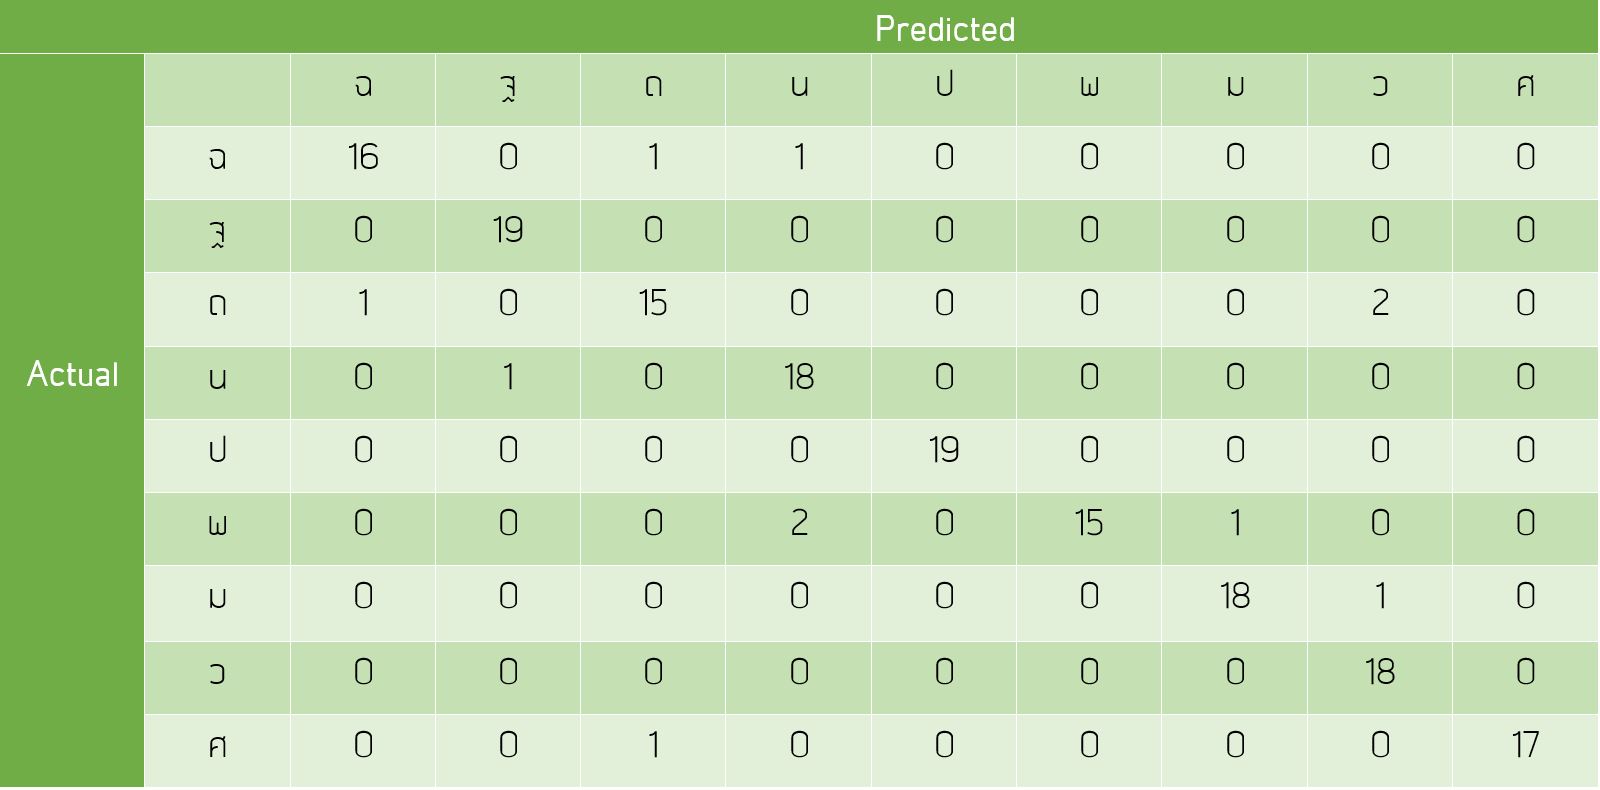 Predicted
ฉ ฐ ถ น ป พ ม ว ศ
ฉ 16 0 1 1 0 0 0 0 0
ฐ 0 19 0 0 0 0 0 0 0
ถ 1 0 15 0 0 0 0 2 0
Actual
น 0 1 0 18 0 0 0 0 0
ป 0 0 0 0 19 0 0 0 0
พ 0 0 0 2 0 15 1 0 0
ม 0 0 0 0 0 0 18 1 0
ว 0 0 0 0 0 0 0 18 0
ศ 0 0 1 0 0 0 0 0 17